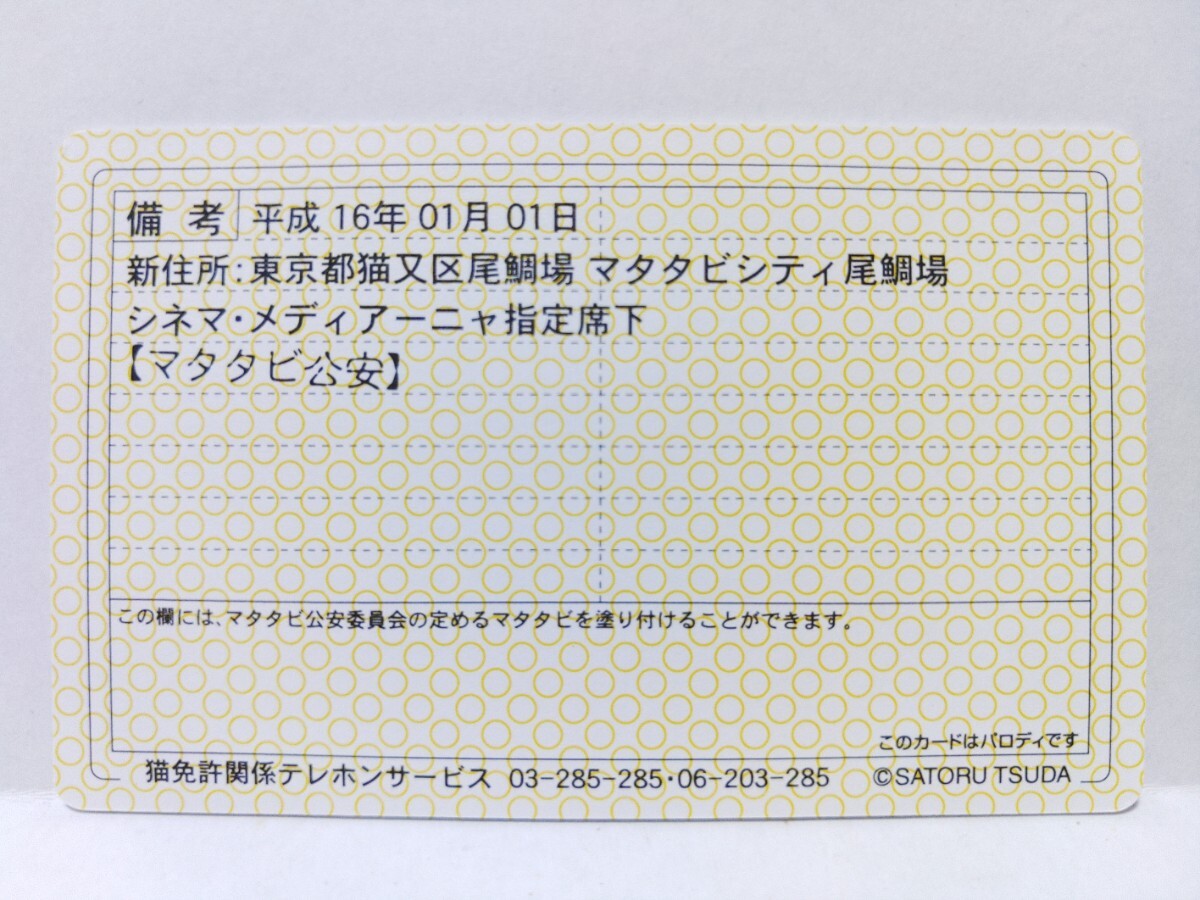 備考 平成 16年 01月 01日
新住所:東京都猫又区尾鯛場 マタタビシティ尾鯛場
シネマ・メディアーニャ指定席下
【マタタビ公安】
この欄には、マタタビ公安委員会の定めるマタタビを塗り付けることができます。
このカードはパロディです
猫免許関係テレホンサービス 03-285-285・06-203-285 ©SATORU TSUDA